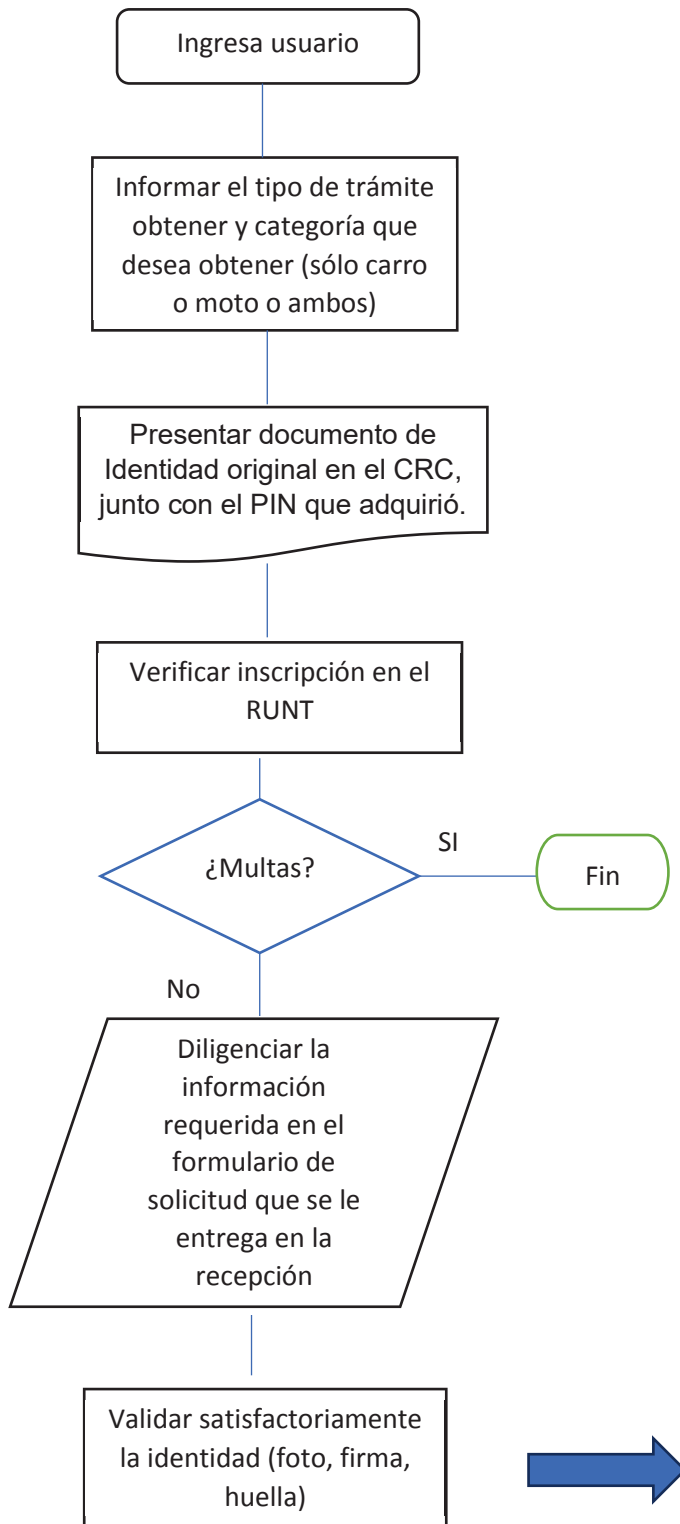 Ingresa usuario
Informar el tipo de trámite
obtener y categoría que
desea obtener (sólo carro
o moto o ambos)
Presentar documento de
Identidad original en el CRC,
junto con el PIN que adquirió.
Verificar inscripción en el
RUNT
¿Multas?
SI
Fin
No
Diligenciar la
información
requerida en el
formulario de
solicitud que se le
entrega en la
recepción
Validar satisfactoriamente
la identidad (foto, firma,
huella)